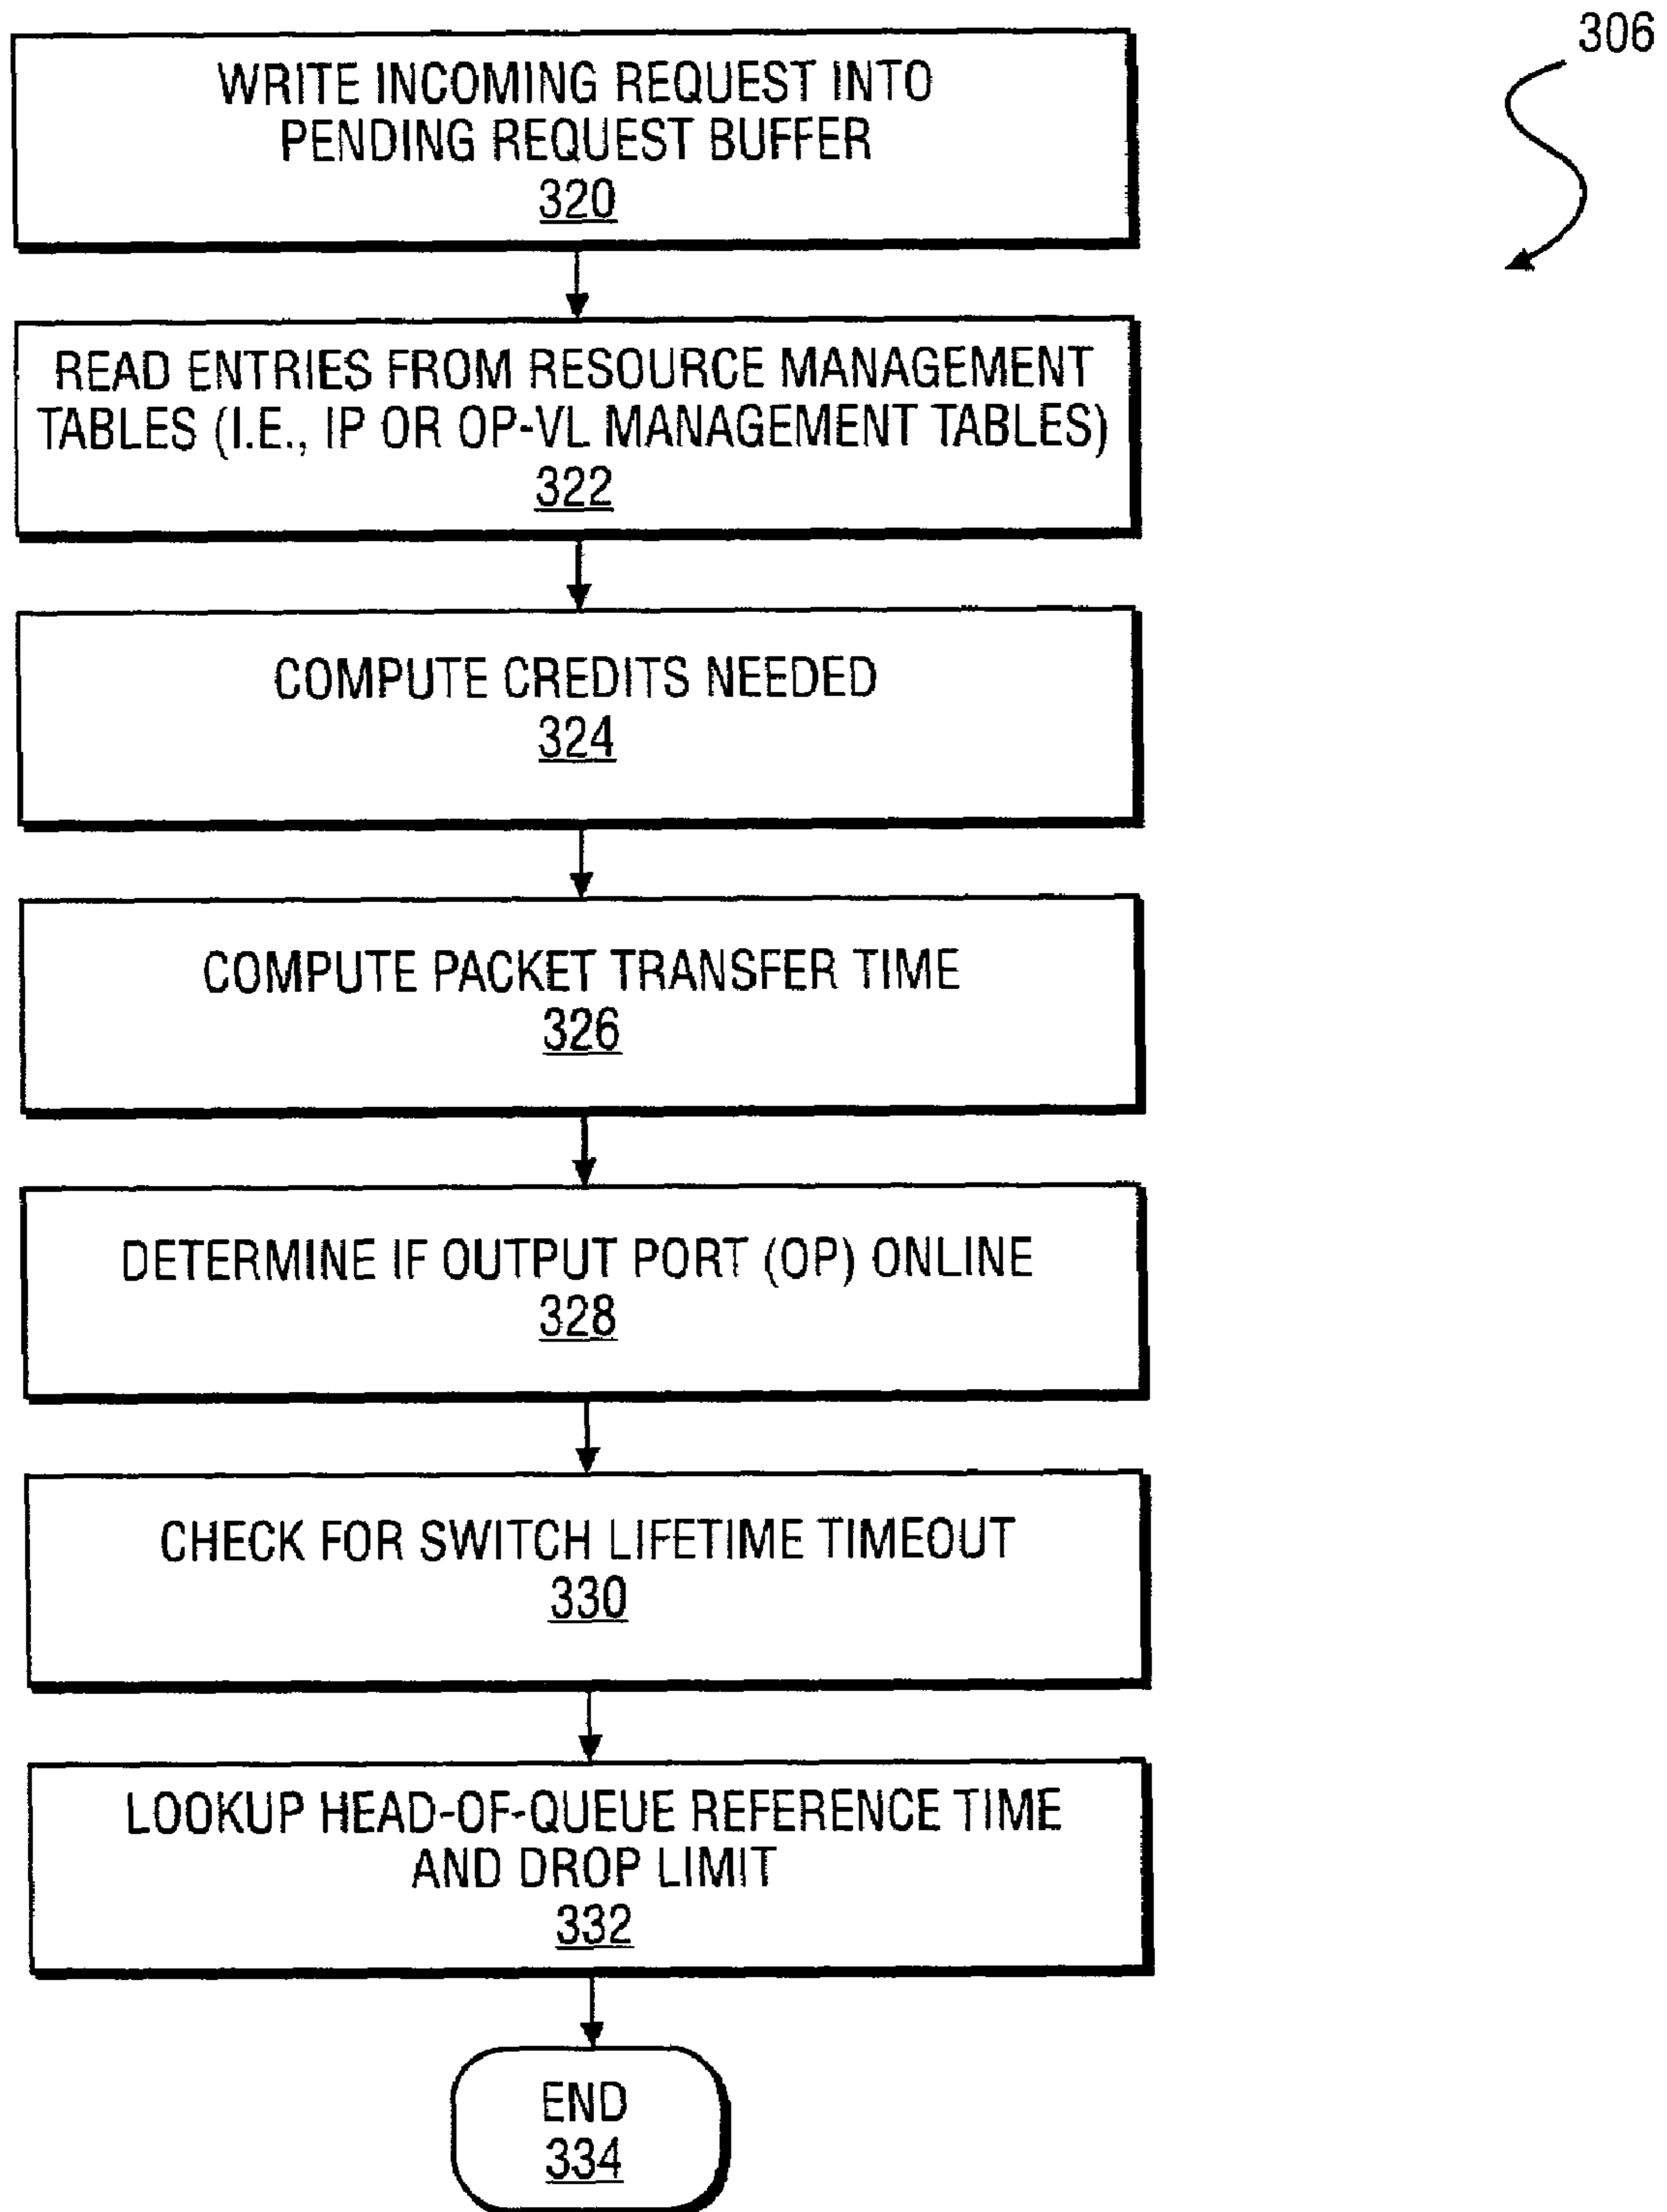 306
WRITE INCOMING REQUEST INTO
PENDING REQUEST BUFFER
320
READ ENTRIES FROM RESOURCE MANAGEMENT
TABLES (I.E., IP OR OP-VL MANAGEMENT TABLES)
322
COMPUTE CREDITS NEEDED
324
COMPUTE PACKET TRANSFER TIME
326
DETERMINE IF OUTPUT PORT (OP) ONLINE
328
CHECK FOR SWITCH LIFETIME TIMEOUT
330
LOOKUP HEAD-OF-QUEUE REFERENCE TIME
AND DROP LIMIT
332
END
334